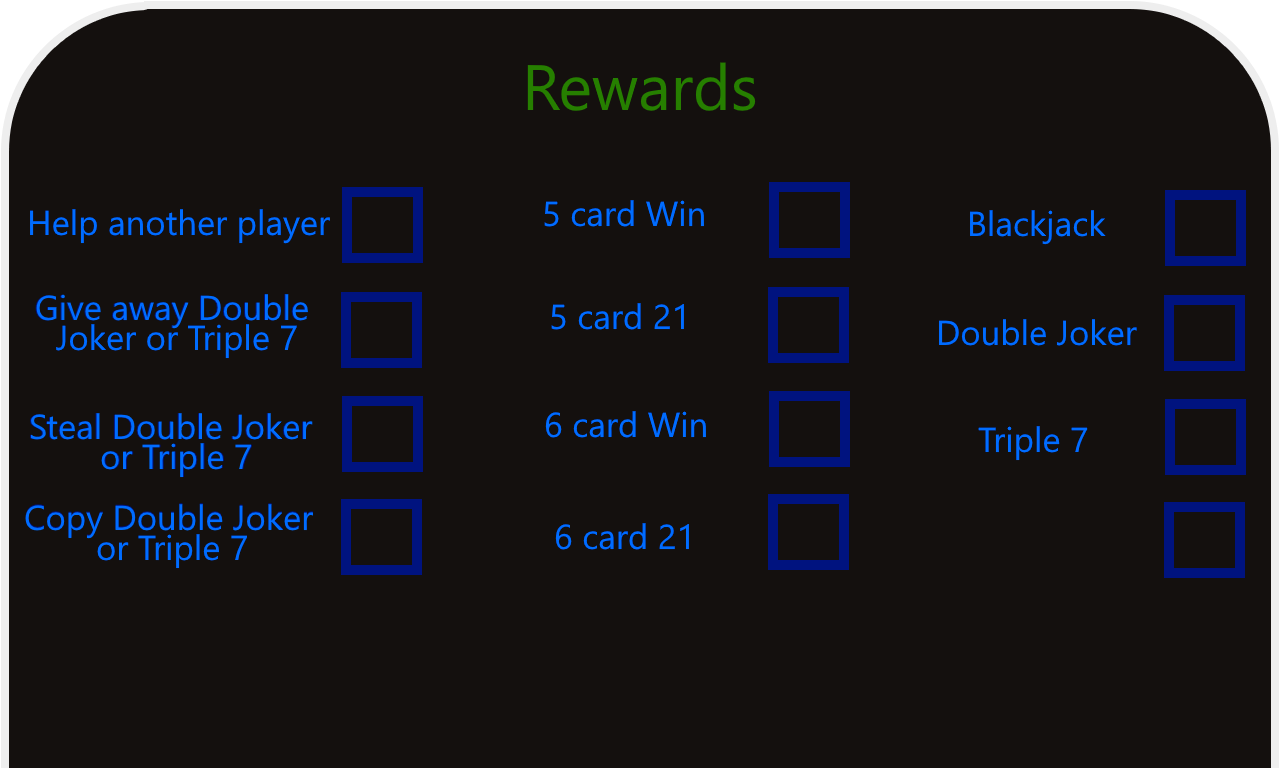 Rewards
Help another player
Give away Double
Joker or Triple 7
Steal Double Joker
or Triple 7
Copy Double Joker
or Triple 7
5 card Win
5 card 21
6 card Win
6 card 21
Blackjack
Double Joker
Triple 7